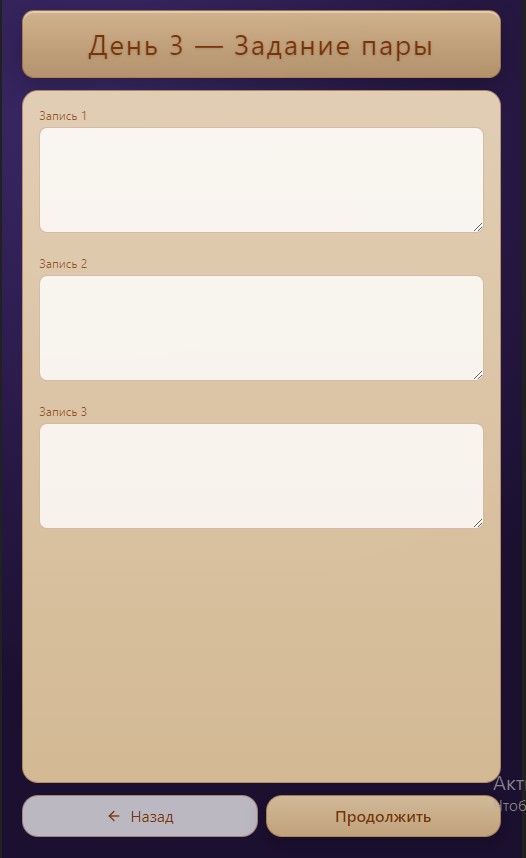 День 3 — Задание пары
Запись 1
Запись 2
Запись 3
← Назад
Продолжить